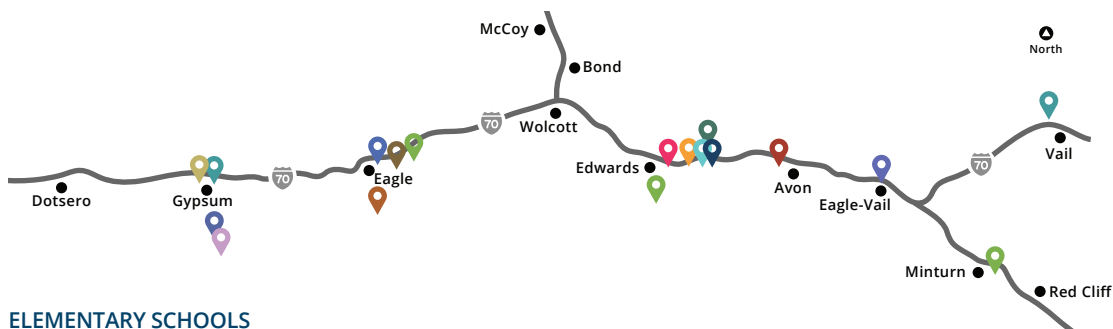 McCoy
Bond
North
70
Wolcott
Vail
70
Edwards
Eagle
70
Avon
Dotsero
Gypsum
Eagle-Vail
Minturn
Red Cliff
ELEMENTARY SCHOOLS